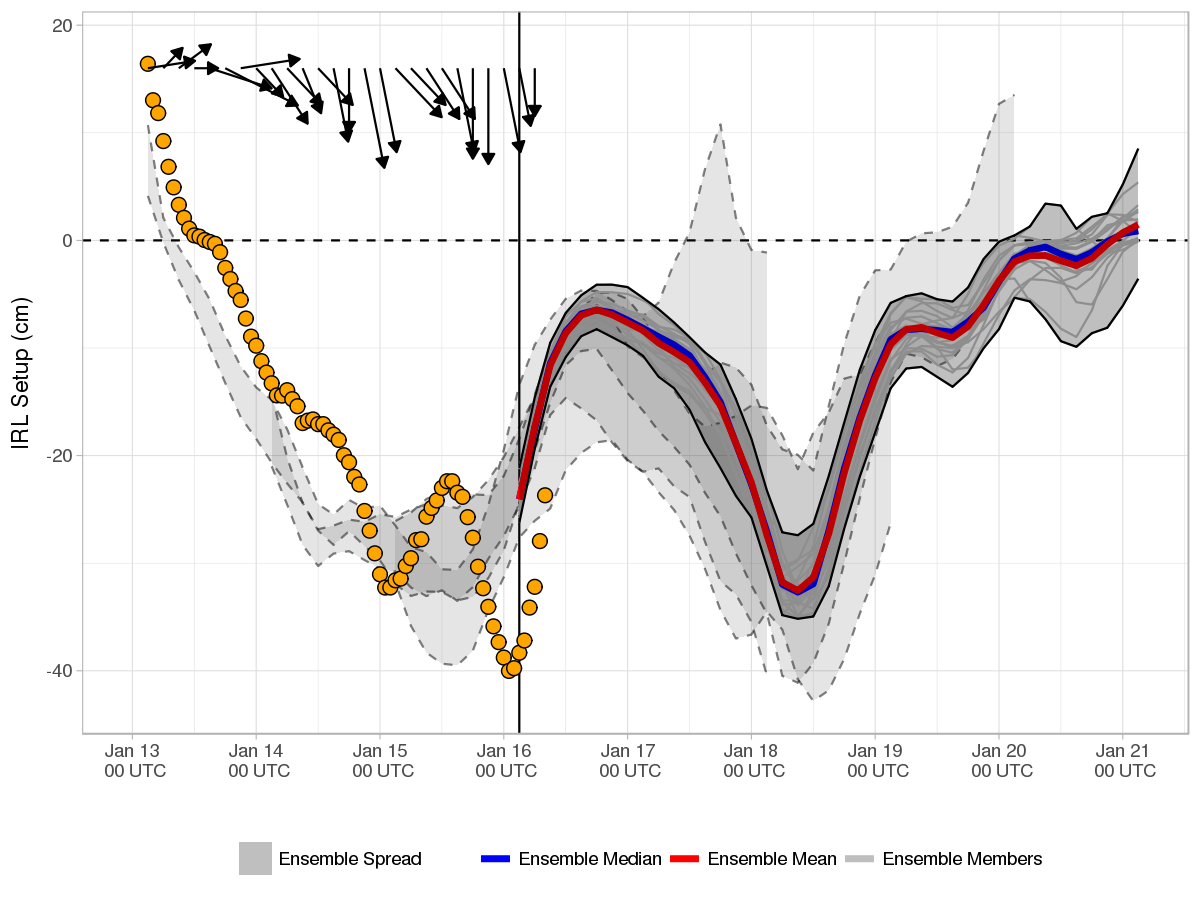 IRL Setup (cm)
20
0
-20
-40
Jan 13 Jan 14 Jan 15 Jan 16 Jan 17 Jan 18 Jan 19 Jan 20 Jan 21
00 UTC 00 UTC 00 UTC 00 UTC 00 UTC 00 UTC 00 UTC 00 UTC 00 UTC
Ensemble Spread Ensemble Median Ensemble Mean Ensemble Members